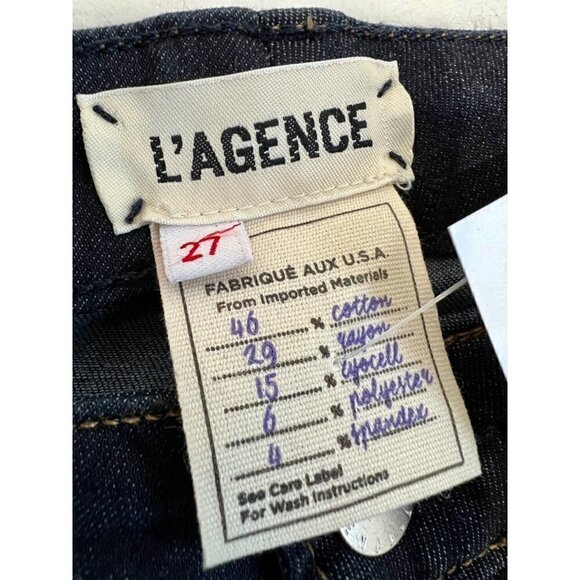 L'AGENCE
27
FABRIQUÉ AUX U.S.A.
From Imported Materials
46 % cotton
29 % rayon
15 % lyocell
6 % polyester
4 % spandex
See Care Label
For Wash Instructions